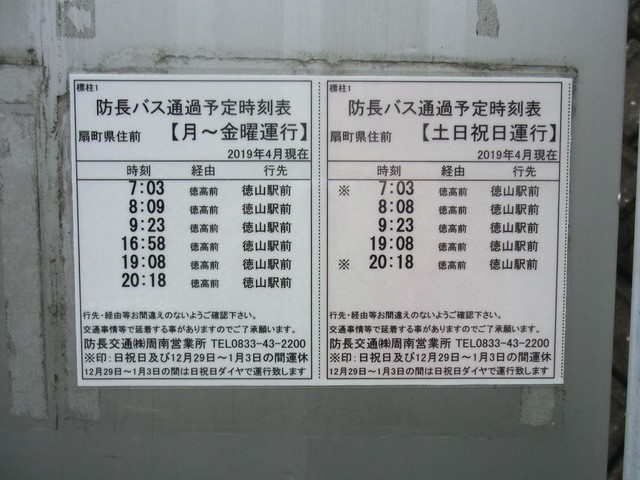 標柱1
防長バス通過予定時刻表
扇町県住前 【月～金曜運行】
2019年4月現在
時刻 経由 行先
7:03 徳高前 徳山駅前
8:09 徳高前 徳山駅前
9:23 徳高前 徳山駅前
16:58 徳高前 徳山駅前
19:08 徳高前 徳山駅前
20:18 徳高前 徳山駅前
行先・経由等お間違えのないようご確認下さい。
交通事情等で延着する事がありますのでご了承願います。
防長交通㈱周南営業所 TEL0833-43-2200
※印：日祝日及び12月29日～1月3日の間運休
12月29日～1月3日の間は日祝日ダイヤで運行致します
標柱1
防長バス通過予定時刻表
扇町県住前 【土日祝日運行】
2019年4月現在
時刻 経由 行先
※ 7:03 徳高前 徳山駅前
8:08 徳高前 徳山駅前
9:23 徳高前 徳山駅前
19:08 徳高前 徳山駅前
※ 20:18 徳高前 徳山駅前
行先・経由等お間違えのないようご確認下さい。
交通事情等で延着する事がありますのでご了承願います。
防長交通㈱周南営業所 TEL0833-43-2200
※印：日祝日及び12月29日～1月3日の間運休
12月29日～1月3日の間は日祝日ダイヤで運行致します